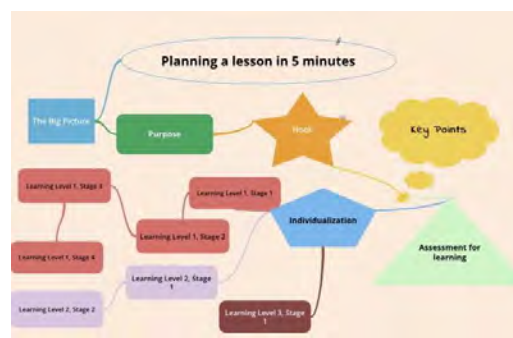 Planning a lesson in 5 minutes
The Big Picture
Purpose
Hook
Key Points
Learning Level 1, Stage 3
Learning Level 1, Stage 1
Individualization
Learning Level 1, Stage 2
Learning Level 1, Stage 4
Assessment for
learning
Learning Level 2, Stage
1
Learning Level 2, Stage 2
Learning Level 3, Stage
1